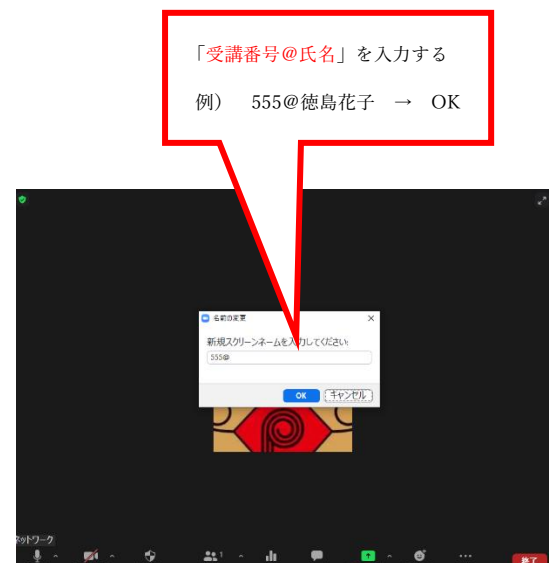 「受講番号@氏名」を入力する
例） 555@徳島花子 → OK
名前の変更
新規スクリーンネームを入力してください:
555@
OK キャンセル
ネットワーク
1
終了